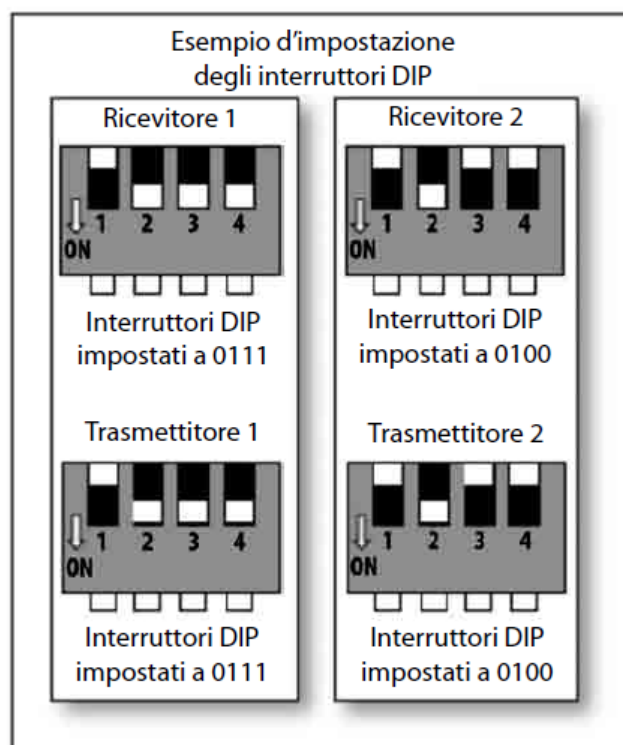 Esempio d'impostazione
degli interruttori DIP
Ricevitore 1
1 2 3 4
ON
Interruttori DIP
impostati a 0111
Ricevitore 2
1 2 3 4
ON
Interruttori DIP
impostati a 0100
Trasmettitore 1
1 2 3 4
ON
Interruttori DIP
impostati a 0111
Trasmettitore 2
1 2 3 4
ON
Interruttori DIP
impostati a 0100